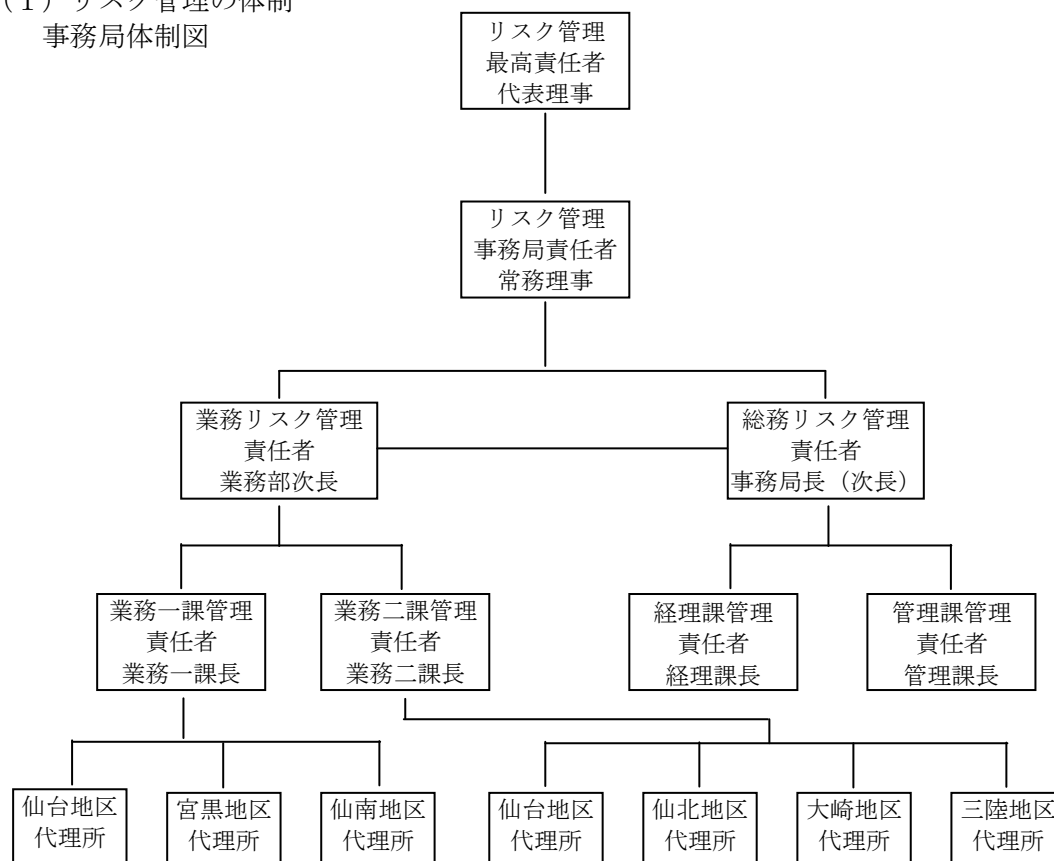 （１）リスク管理の体制
事務局体制図
リスク管理
最高責任者
代表理事
リスク管理
事務局責任者
常務理事
業務リスク管理
責任者
業務部次長
総務リスク管理
責任者
事務局長（次長）
業務一課管理
責任者
業務一課長
業務二課管理
責任者
業務二課長
経理課管理
責任者
経理課長
管理課管理
責任者
管理課長
仙台地区
代理所
宮黒地区
代理所
仙南地区
代理所
仙台地区
代理所
仙北地区
代理所
大崎地区
代理所
三陸地区
代理所